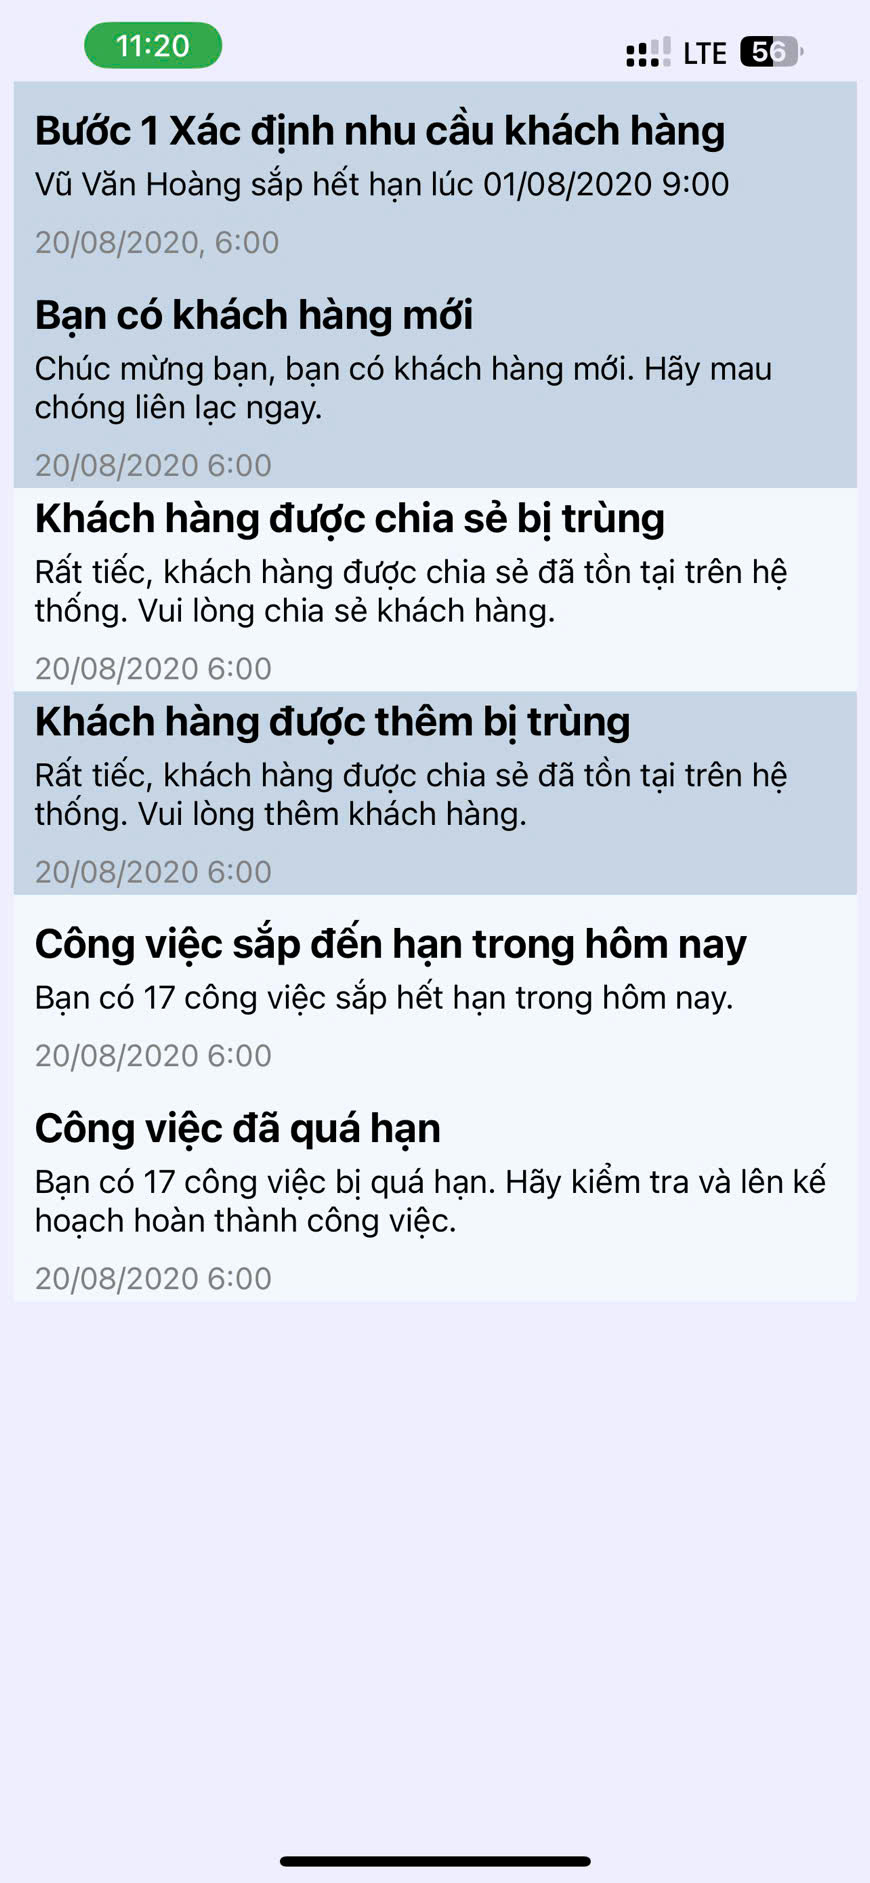 11:20
LTE 56
Bước 1 Xác định nhu cầu khách hàng
Vũ Văn Hoàng sắp hết hạn lúc 01/08/2020 9:00
20/08/2020, 6:00
Bạn có khách hàng mới
Chúc mừng bạn, bạn có khách hàng mới. Hãy mau
chóng liên lạc ngay.
20/08/2020 6:00
Khách hàng được chia sẻ bị trùng
Rất tiếc, khách hàng được chia sẻ đã tồn tại trên hệ
thống. Vui lòng chia sẻ khách hàng.
20/08/2020 6:00
Khách hàng được thêm bị trùng
Rất tiếc, khách hàng được chia sẻ đã tồn tại trên hệ
thống. Vui lòng thêm khách hàng.
20/08/2020 6:00
Công việc sắp đến hạn trong hôm nay
Bạn có 17 công việc sắp hết hạn trong hôm nay.
20/08/2020 6:00
Công việc đã quá hạn
Bạn có 17 công việc bị quá hạn. Hãy kiểm tra và lên kế
hoạch hoàn thành công việc.
20/08/2020 6:00